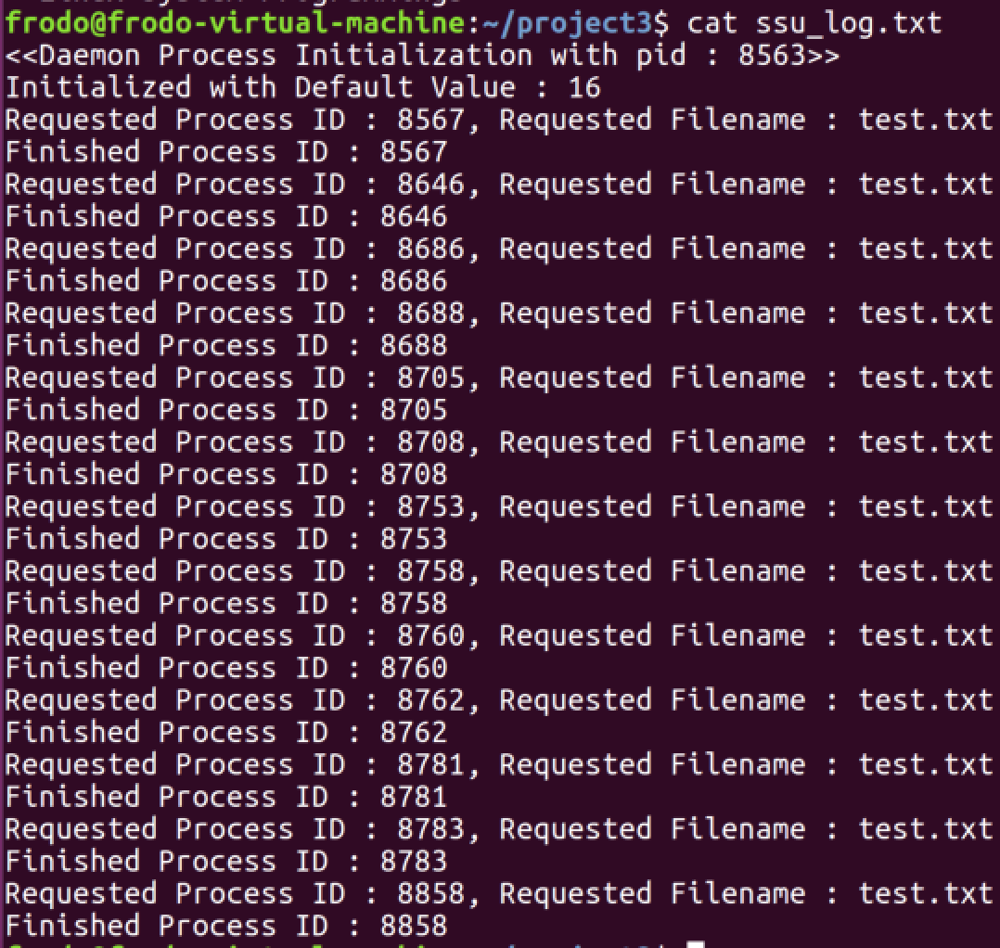 frodo@frodo-virtual-machine:~/project3$ cat ssu_log.txt
<<Daemon Process Initialization with pid : 8563>>
Initialized with Default Value : 16
Requested Process ID : 8567, Requested Filename : test.txt
Finished Process ID : 8567
Requested Process ID : 8646, Requested Filename : test.txt
Finished Process ID : 8646
Requested Process ID : 8686, Requested Filename : test.txt
Finished Process ID : 8686
Requested Process ID : 8688, Requested Filename : test.txt
Finished Process ID : 8688
Requested Process ID : 8705, Requested Filename : test.txt
Finished Process ID : 8705
Requested Process ID : 8708, Requested Filename : test.txt
Finished Process ID : 8708
Requested Process ID : 8753, Requested Filename : test.txt
Finished Process ID : 8753
Requested Process ID : 8758, Requested Filename : test.txt
Finished Process ID : 8758
Requested Process ID : 8760, Requested Filename : test.txt
Finished Process ID : 8760
Requested Process ID : 8762, Requested Filename : test.txt
Finished Process ID : 8762
Requested Process ID : 8781, Requested Filename : test.txt
Finished Process ID : 8781
Requested Process ID : 8783, Requested Filename : test.txt
Finished Process ID : 8783
Requested Process ID : 8858, Requested Filename : test.txt
Finished Process ID : 8858